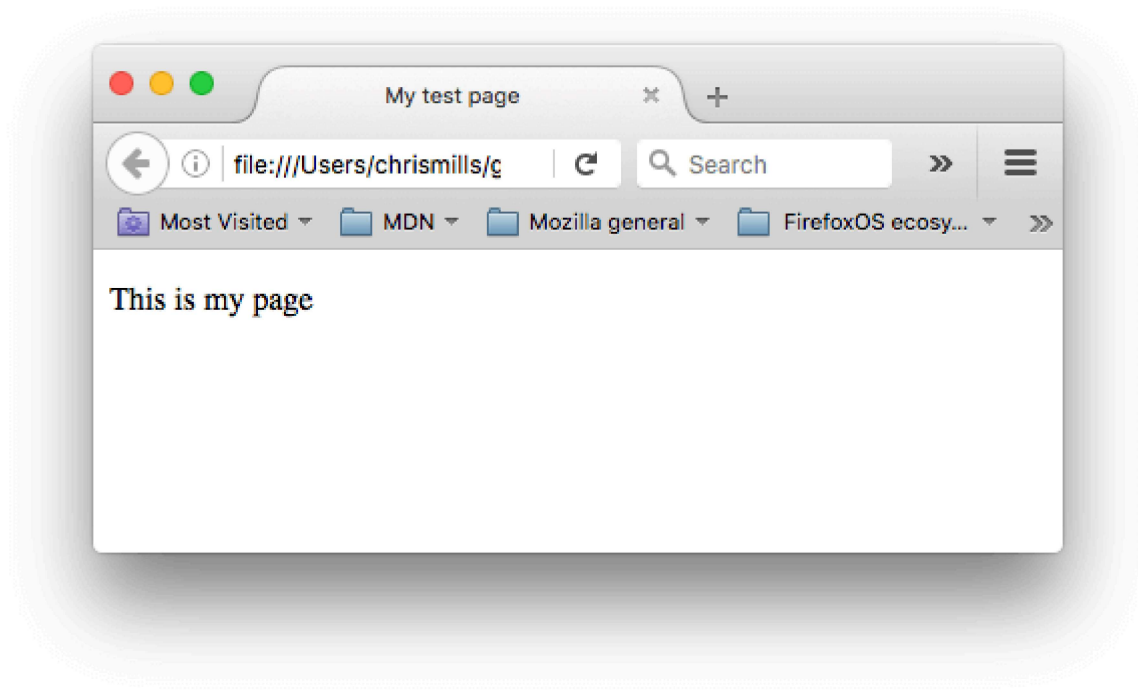 My test page
file:///Users/chrismills/g
Search
Most Visited MDN Mozilla general FirefoxOS ecosy...
This is my page